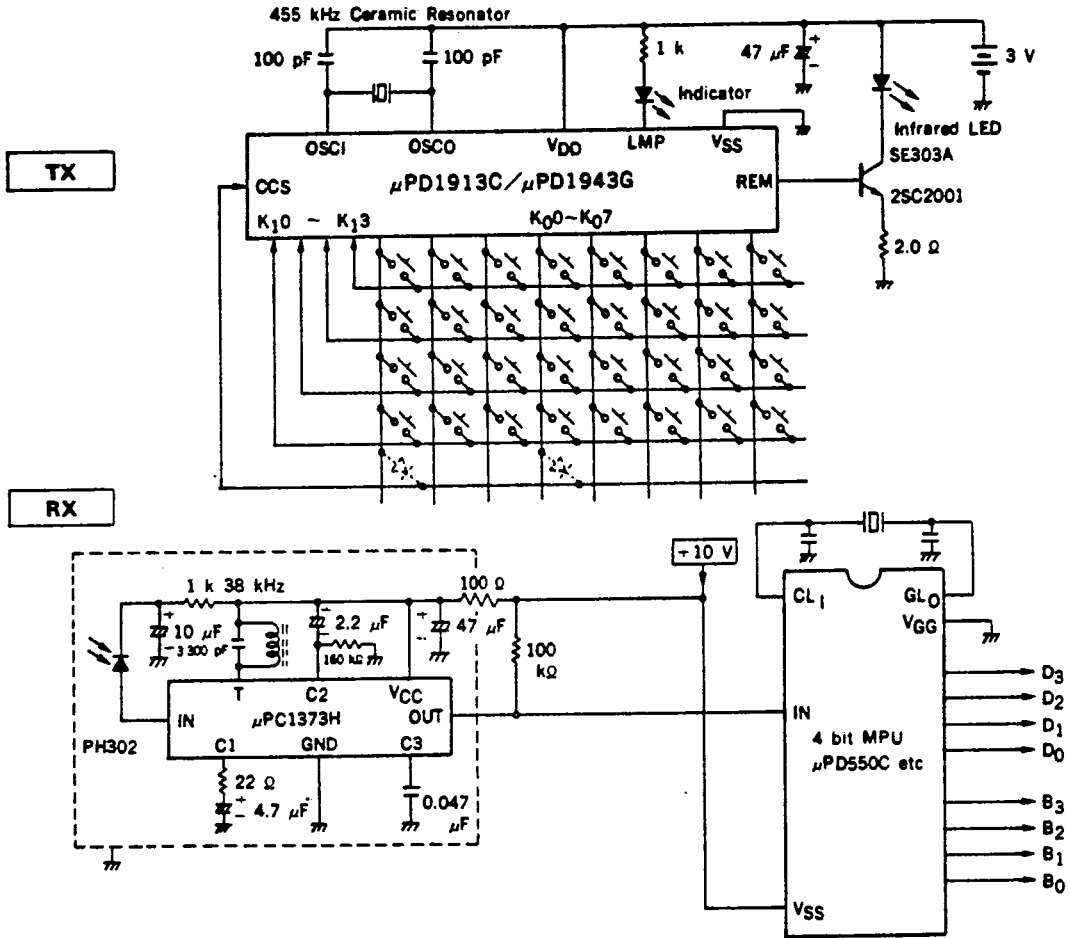 455 kHz Ceramic Resonator
100 pF
100 pF
1 k
47 μF
+
−
3 V
Indicator
Infrared LED
SE303A
2SC2001
2.0 Ω
TX
OSCI
OSCO
VDD
LMP
VSS
CCS
μPD1913C/μPD1943G
REM
K10 ~ K13
K00~K07
RX
+10 V
1 k
38 kHz
100 Ω
+
10 μF
−
3 300 pF
−
2.2 μF
160 kΩ
+
−
47 μF
100
kΩ
T
C2
VCC
IN
μPC1373H
OUT
C1
GND
C3
PH302
22 Ω
+
−
4.7 μF
0.047
μF
CLI
GLO
VGG
IN
4 bit MPU
μPD550C etc
VSS
D3
D2
D1
D0
B3
B2
B1
B0